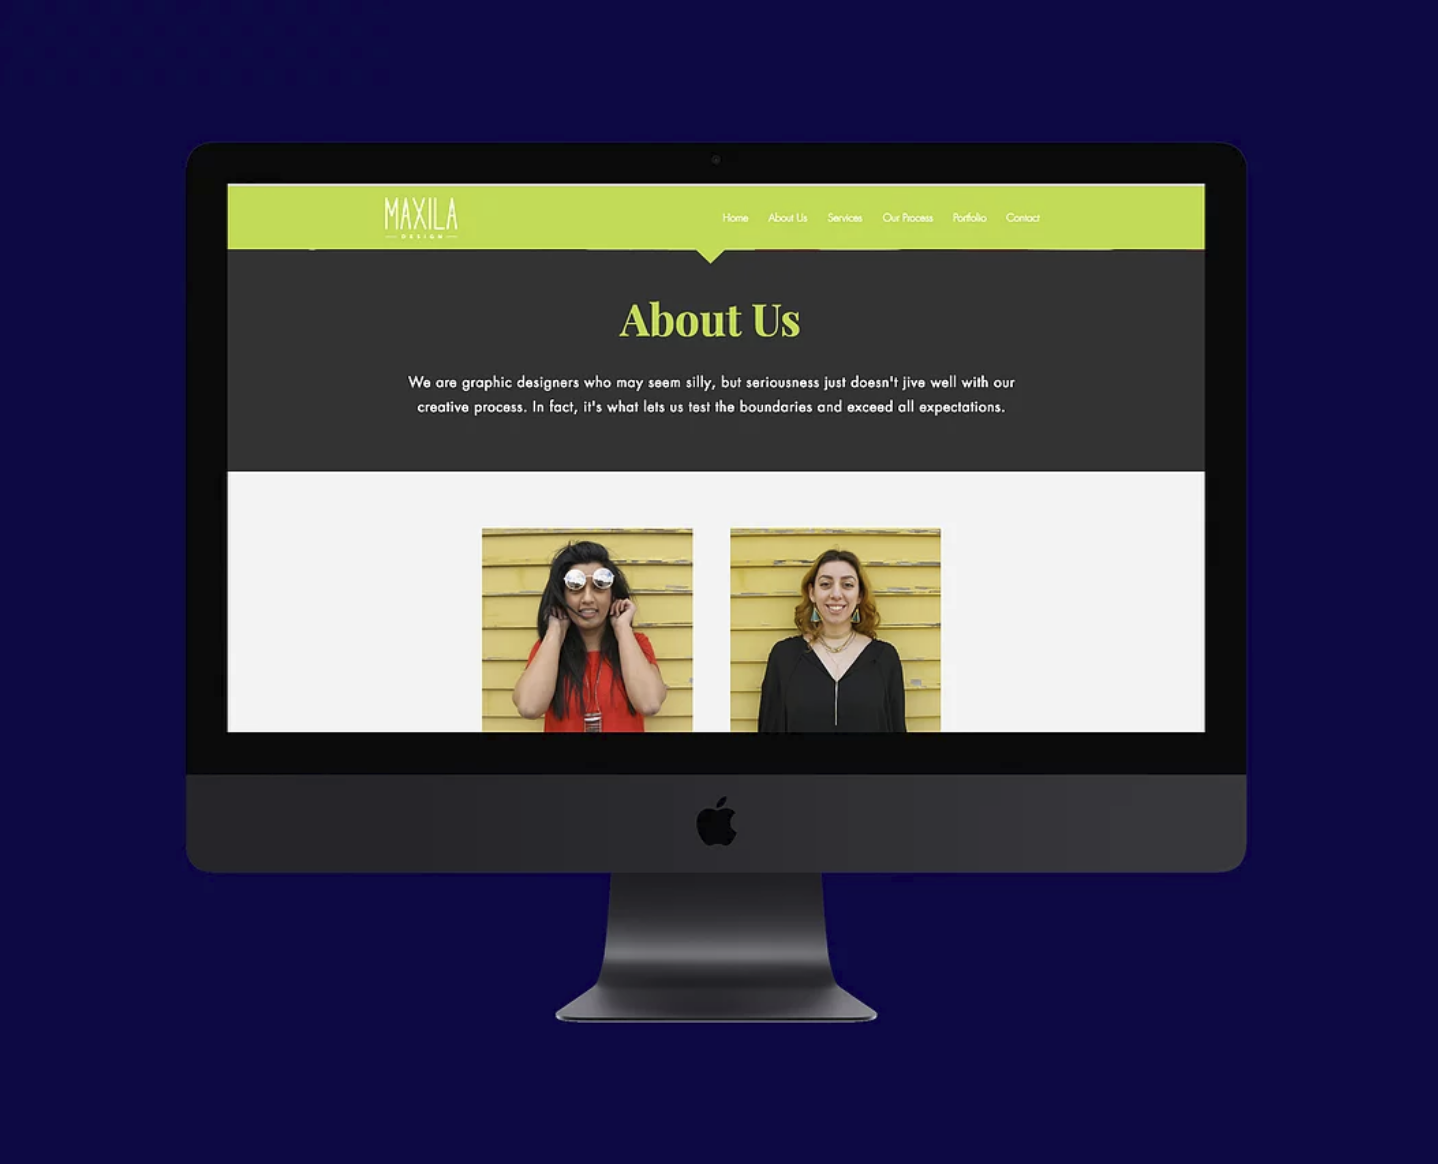 MAXILA
DESIGN
Home About Us Services Our Process Portfolio Contact
About Us
We are graphic designers who may seem silly, but seriousness just doesn't jive well with our
creative process. In fact, it's what lets us test the boundaries and exceed all expectations.